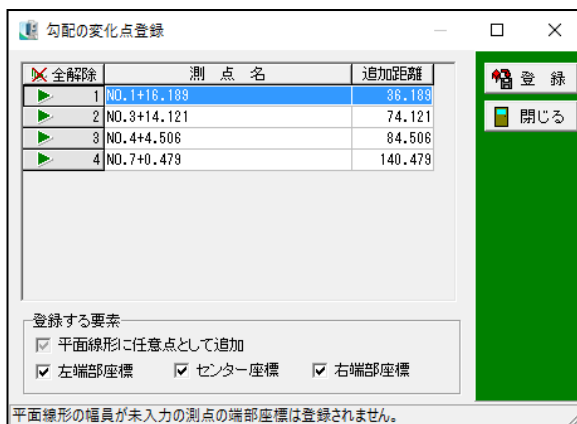 勾配の変化点登録
全解除 測 点 名 追加距離
1 NO.1+16.189 36.189
2 NO.3+14.121 74.121
3 NO.4+4.506 84.506
4 NO.7+0.479 140.479
登 録
閉じる
登録する要素
平面線形に任意点として追加
左端部座標 センター座標 右端部座標
平面線形の幅員が未入力の測点の端部座標は登録されません。